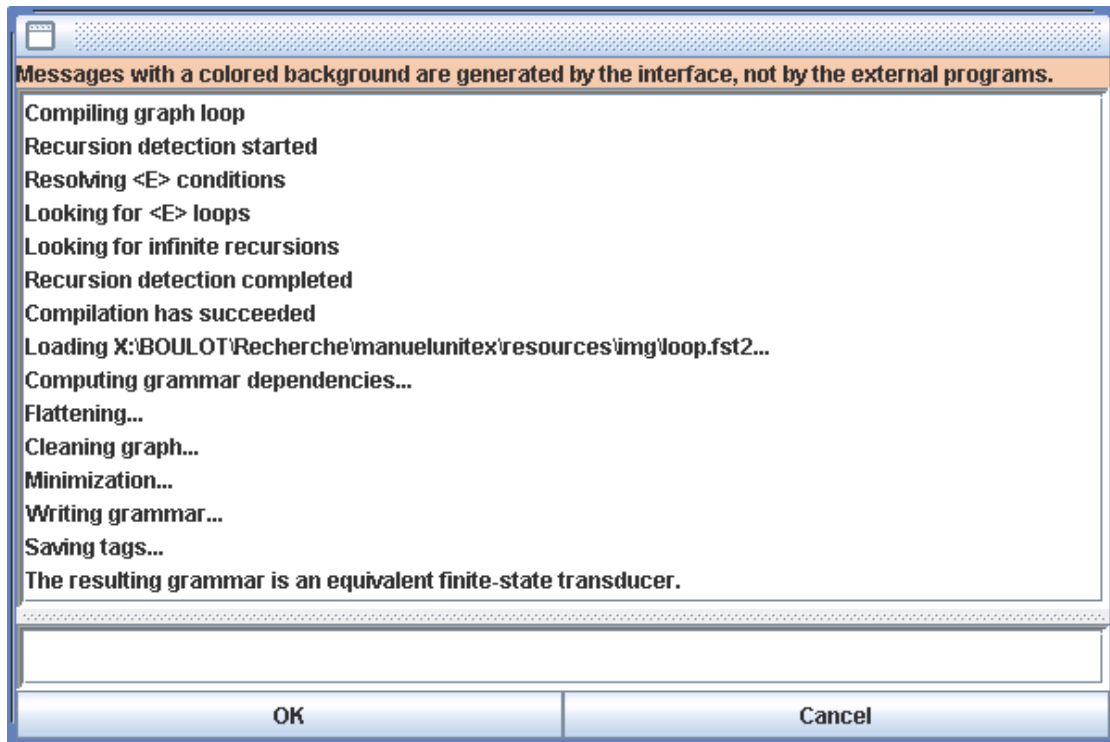 Messages with a colored background are generated by the interface, not by the external programs.
Compiling graph loop
Recursion detection started
Resolving <E> conditions
Looking for <E> loops
Looking for infinite recursions
Recursion detection completed
Compilation has succeeded
Loading X:\BOULOT\Recherche\manuelunitex\resources\img\loop.fst2...
Computing grammar dependencies...
Flattening...
Cleaning graph...
Minimization...
Writing grammar...
Saving tags...
The resulting grammar is an equivalent finite-state transducer.
OK Cancel